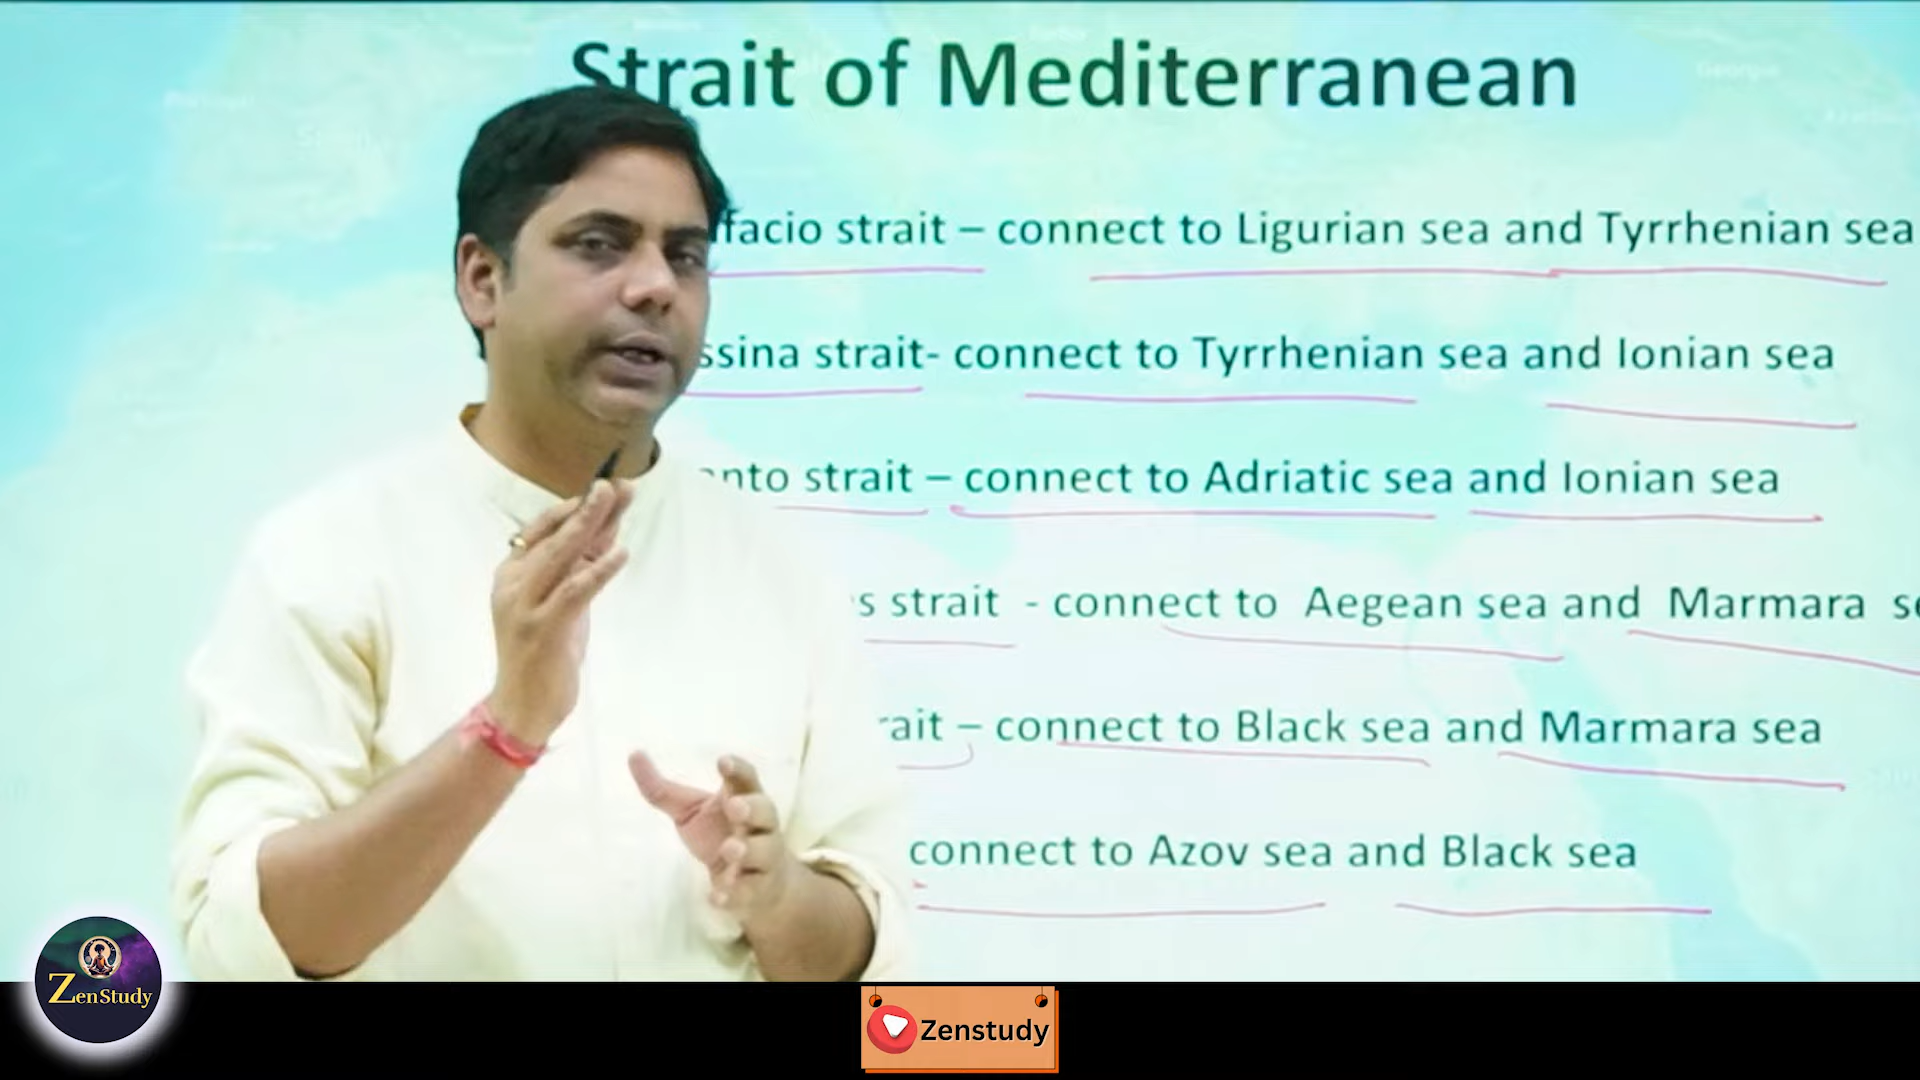 Strait of Mediterranean
facio strait – connect to Ligurian sea and Tyrrhenian sea
ssina strait- connect to Tyrrhenian sea and Ionian sea
nto strait – connect to Adriatic sea and Ionian sea
s strait - connect to Aegean sea and Marmara se
rait – connect to Black sea and Marmara sea
connect to Azov sea and Black sea
ZenStudy
Zenstudy